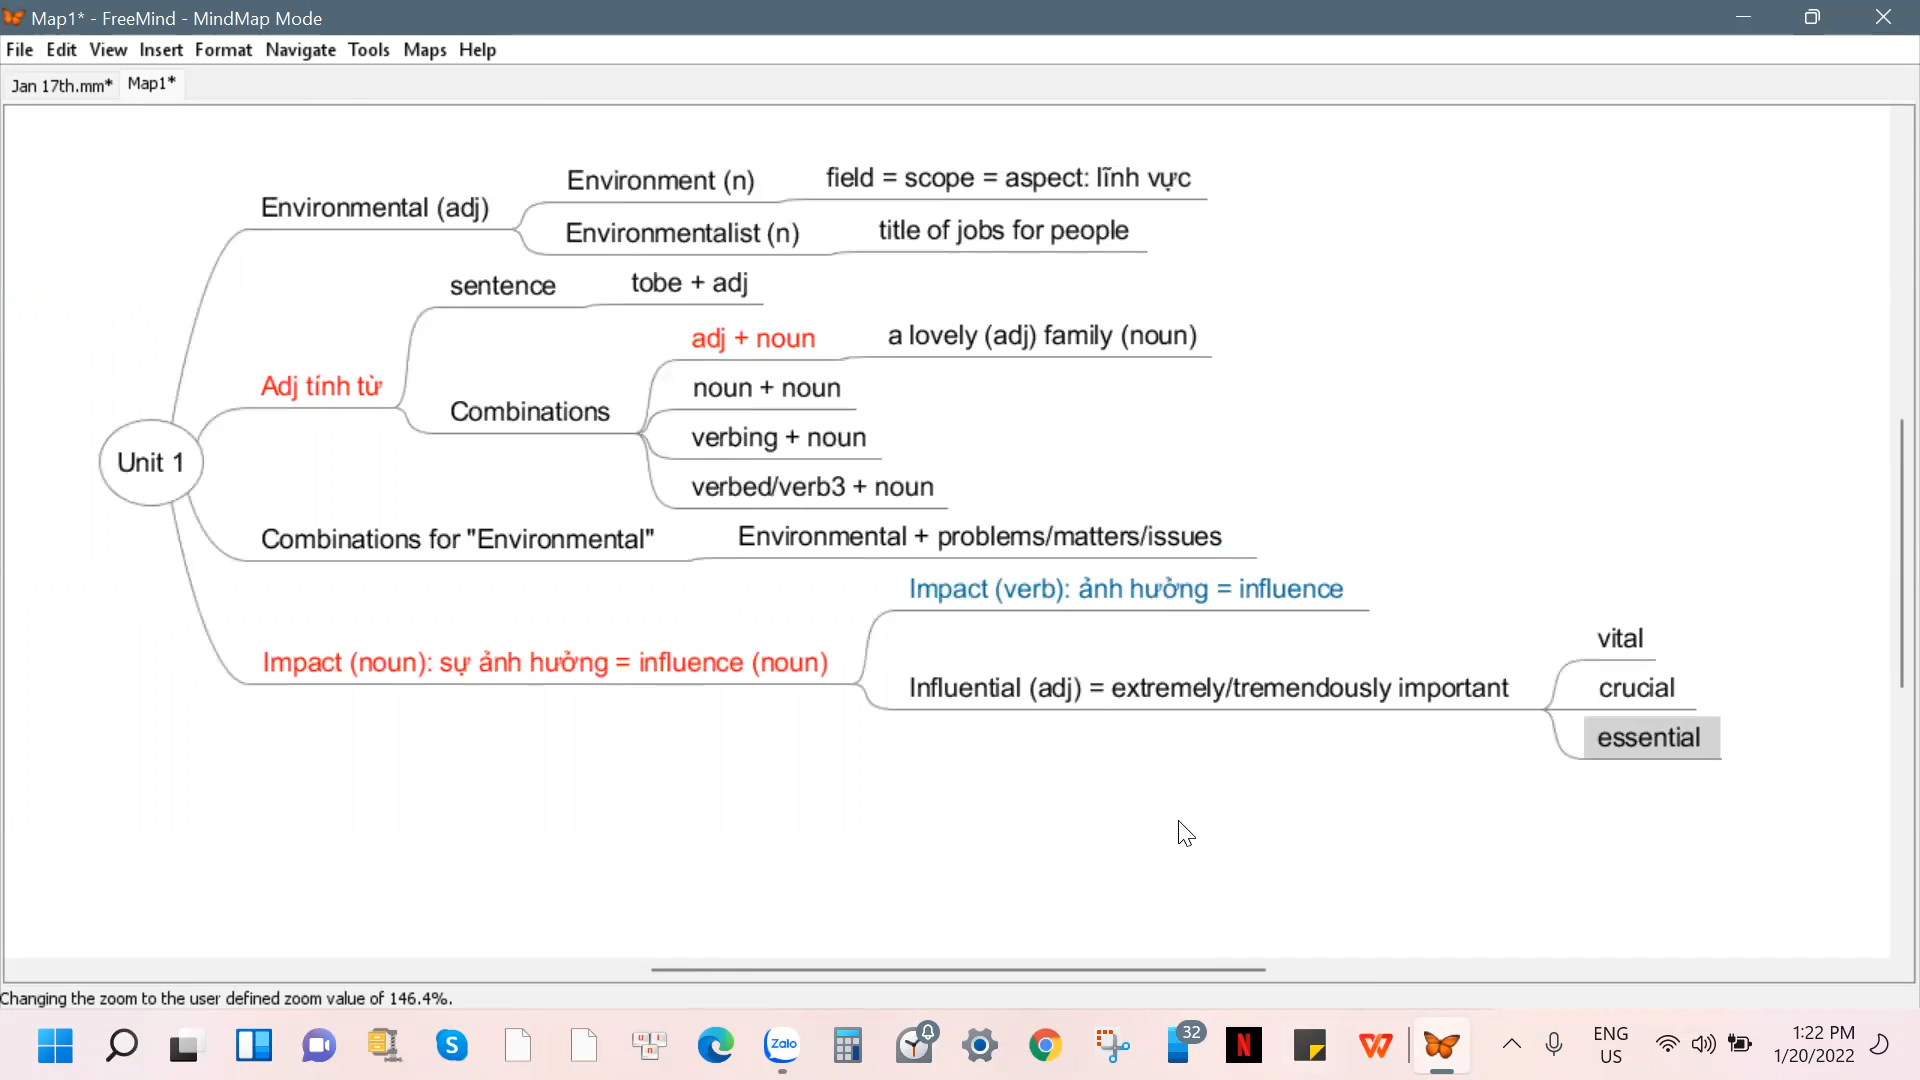 Map1* - FreeMind - MindMap Mode
File Edit View Insert Format Navigate Tools Maps Help
Jan 17th.mm* Map1*
Environmental (adj)
Environment (n)
field = scope = aspect: lĩnh vực
Environmentalist (n)
title of jobs for people
Adj tính từ
sentence
tobe + adj
Combinations
adj + noun
a lovely (adj) family (noun)
noun + noun
verbing + noun
verbed/verb3 + noun
Unit 1
Combinations for "Environmental"
Environmental + problems/matters/issues
Impact (noun): sự ảnh hưởng = influence (noun)
Impact (verb): ảnh hưởng = influence
Influential (adj) = extremely/tremendously important
vital
crucial
essential
Changing the zoom to the user defined zoom value of 146.4%.
Zalo
32
ENG
US
1:22 PM
1/20/2022